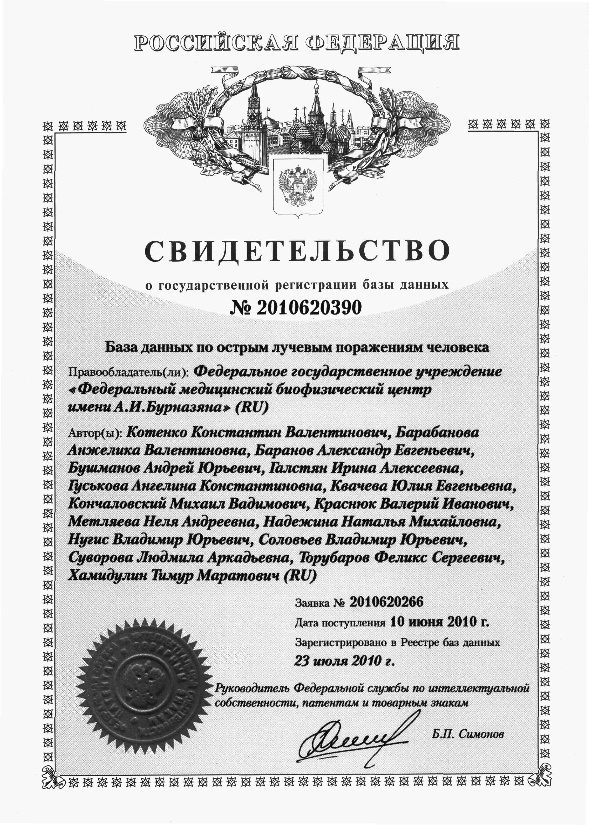 РОССИЙСКАЯ ФЕДЕРАЦИЯ
СВИДЕТЕЛЬСТВО
о государственной регистрации базы данных
№ 2010620390
База данных по острым лучевым поражениям человека
Правообладатель(ли): Федеральное государственное учреждение
«Федеральный медицинский биофизический центр
имени А.И.Бурназяна» (RU)
Автор(ы): Котенко Константин Валентинович, Барабанова
Анжелика Валентиновна, Баранов Александр Евгеньевич,
Бушманов Андрей Юрьевич, Галстян Ирина Алексеевна,
Гуськова Ангелина Константиновна, Квачева Юлия Евгеньевна,
Кончаловский Михаил Вадимович, Краснюк Валерий Иванович,
Метляева Неля Андреевна, Надежина Наталья Михайловна,
Нугис Владимир Юрьевич, Соловьев Владимир Юрьевич,
Суворова Людмила Аркадьевна, Торубаров Феликс Сергеевич,
Хамидулин Тимур Маратович (RU)
Заявка № 2010620266
Дата поступления 10 июня 2010 г.
Зарегистрировано в Реестре баз данных
23 июля 2010 г.
Руководитель Федеральной службы по интеллектуальной
собственности, патентам и товарным знакам
Б.П. Симонов